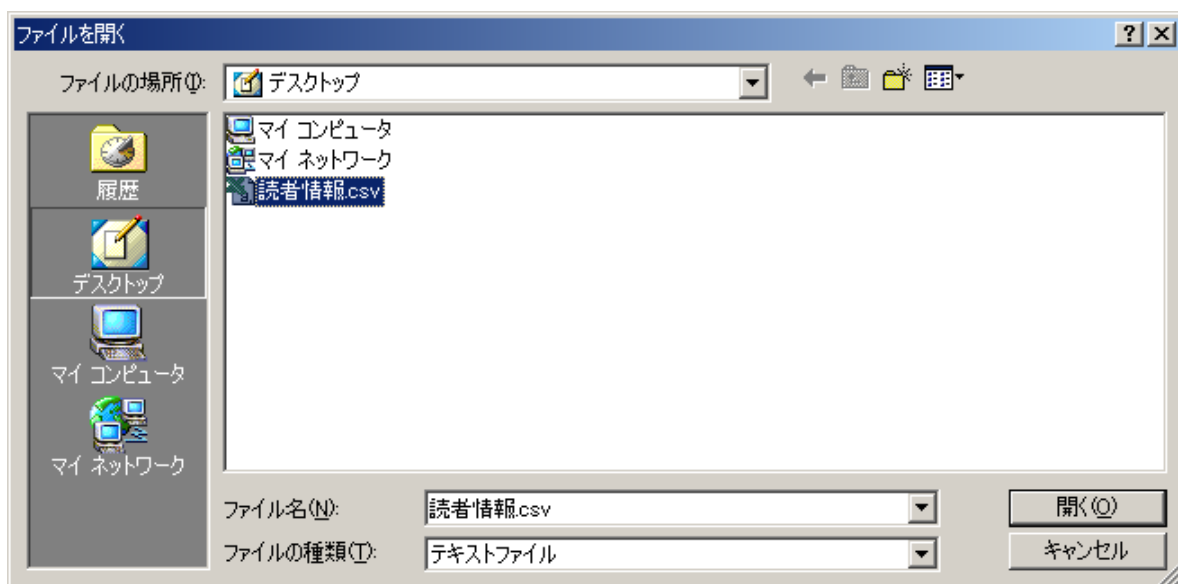 ファイルを開く
ファイルの場所(I):
デスクトップ
履歴
デスクトップ
マイ コンピュータ
マイ ネットワーク
マイ コンピュータ
マイ ネットワーク
読者情報.csv
ファイル名(N):
読者情報.csv
開く(O)
ファイルの種類(T):
テキストファイル
キャンセル